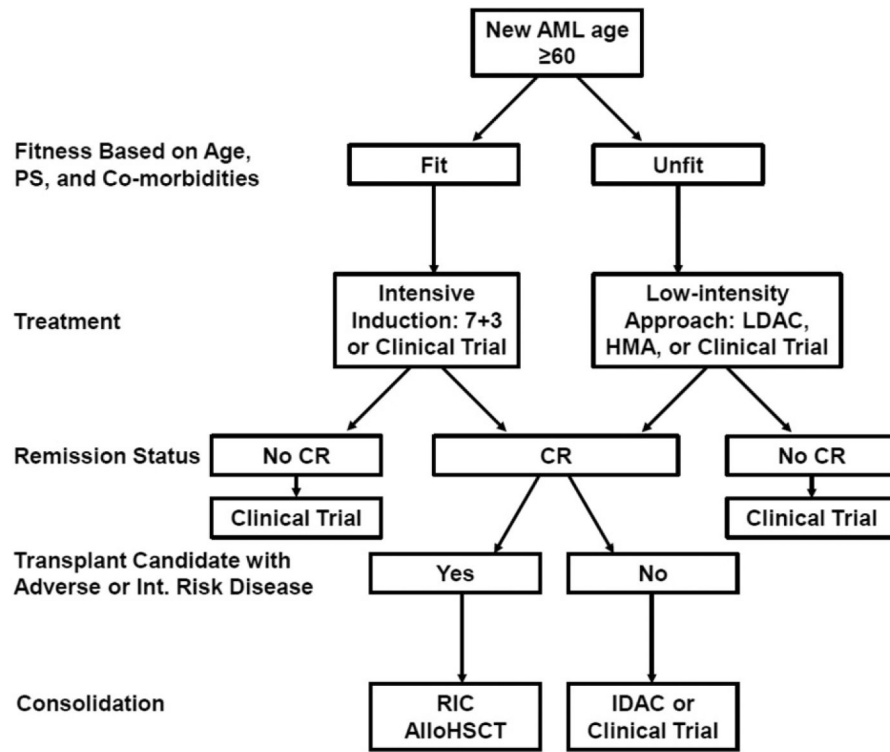 New AML age
≥60
Fitness Based on Age,
PS, and Co-morbidities
Fit
Unfit
Treatment
Intensive
Induction: 7+3
or Clinical Trial
Low-intensity
Approach: LDAC,
HMA, or Clinical Trial
Remission Status
No CR
CR
No CR
Clinical Trial
Clinical Trial
Transplant Candidate with
Adverse or Int. Risk Disease
Yes
No
Consolidation
RIC
AlloHSCT
IDAC or
Clinical Trial